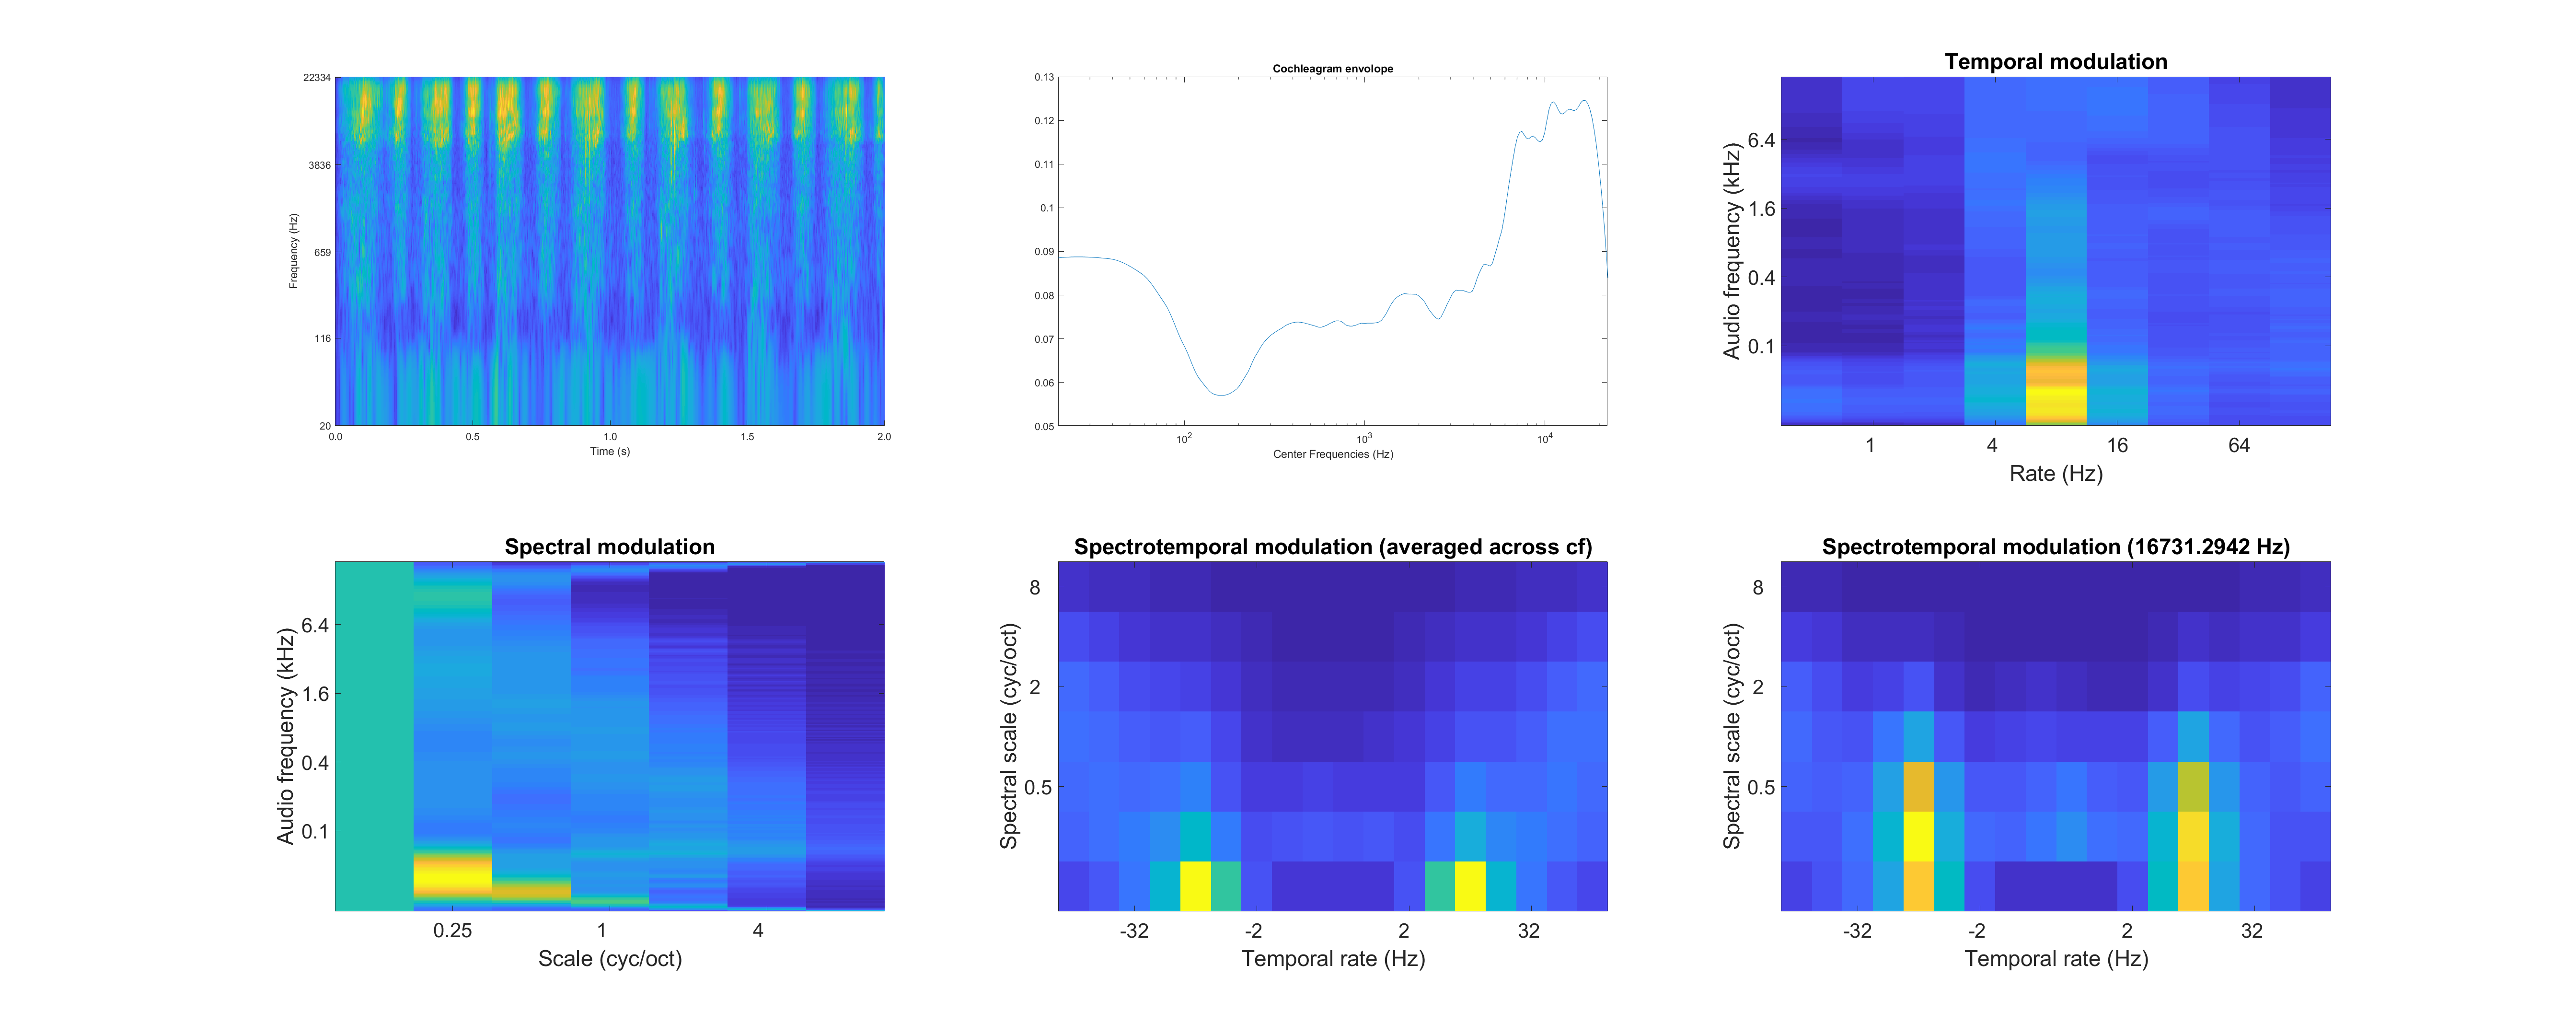 22334
3836
659
116
20
0.0 0.5 1.0 1.5 2.0
Frequency (Hz)
Time (s)
Cochleagram envolope
0.13
0.12
0.11
0.1
0.09
0.08
0.07
0.06
0.05
10^2 10^3 10^4
Center Frequencies (Hz)
Temporal modulation
6.4
1.6
0.4
0.1
1 4 16 64
Audio frequency (kHz)
Rate (Hz)
Spectral modulation
6.4
1.6
0.4
0.1
0.25 1 4
Audio frequency (kHz)
Scale (cyc/oct)
Spectrotemporal modulation (averaged across cf)
8
2
0.5
-32 -2 2 32
Spectral scale (cyc/oct)
Temporal rate (Hz)
Spectrotemporal modulation (16731.2942 Hz)
8
2
0.5
-32 -2 2 32
Spectral scale (cyc/oct)
Temporal rate (Hz)